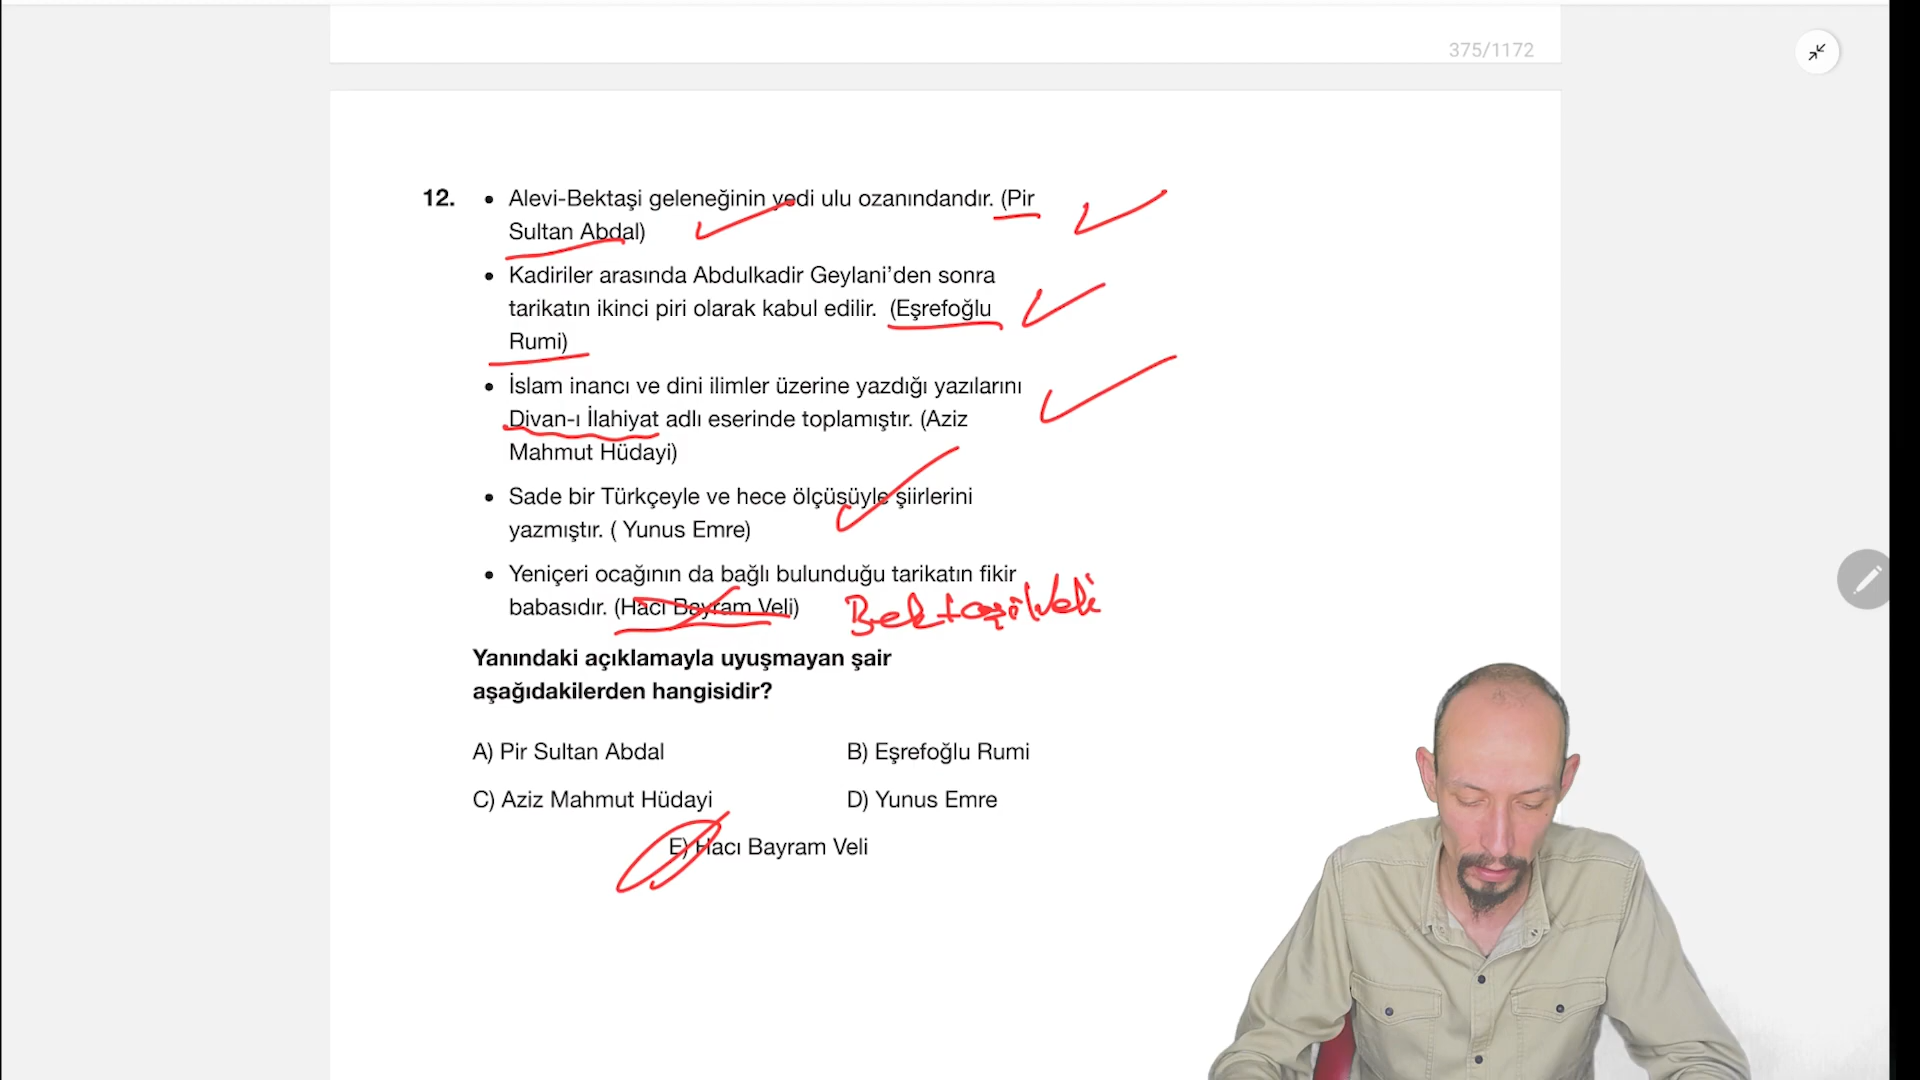 375/1172
12. • Alevi-Bektaşi geleneğinin yedi ulu ozanındandır. (Pir
Sultan Abdal)
• Kadiriler arasında Abdulkadir Geylani’den sonra
tarikatın ikinci piri olarak kabul edilir. (Eşrefoğlu
Rumi)
• İslam inancı ve dini ilimler üzerine yazdığı yazılarını
Divan-ı İlahiyat adlı eserinde toplamıştır. (Aziz
Mahmut Hüdayi)
• Sade bir Türkçeyle ve hece ölçüsüyle şiirlerini
yazmıştır. ( Yunus Emre)
• Yeniçeri ocağının da bağlı bulunduğu tarikatın fikir
babasıdır. (Hacı Bayram Veli) Bektaşi Veli
Yanındaki açıklamayla uyuşmayan şair
aşağıdakilerden hangisidir?
A) Pir Sultan Abdal B) Eşrefoğlu Rumi
C) Aziz Mahmut Hüdayi D) Yunus Emre
E) Hacı Bayram Veli